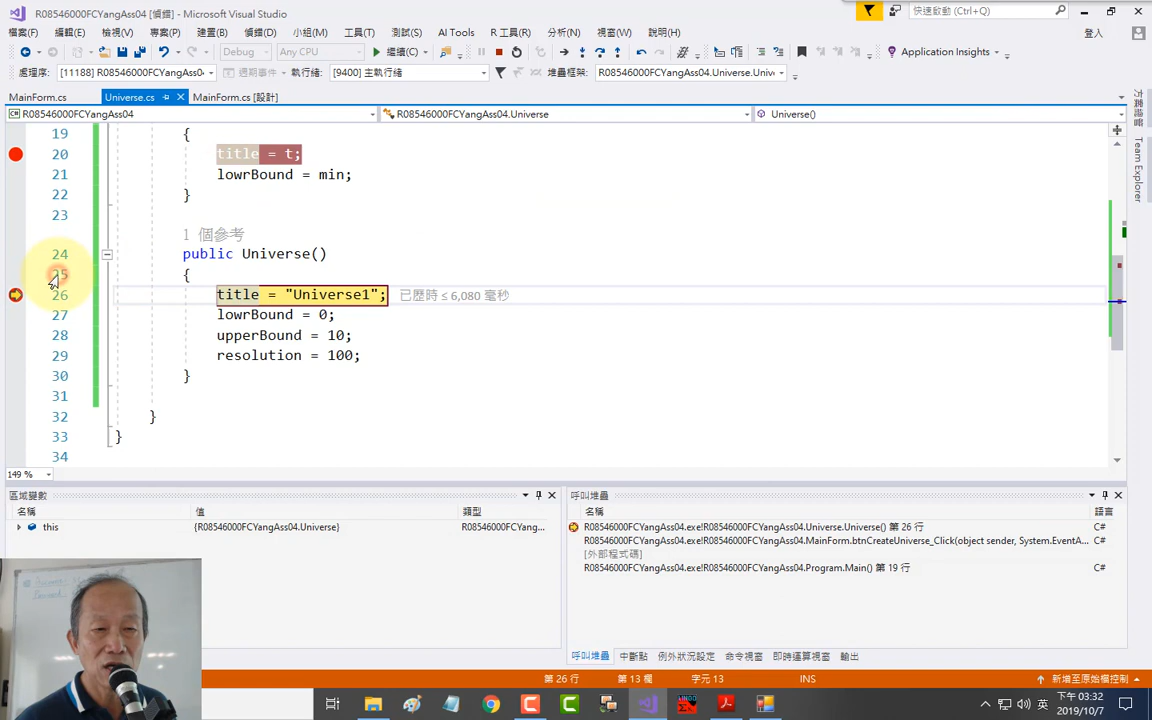 R08546000FCYangAss04 [偵錯] - Microsoft Visual Studio
快速啟動 (Ctrl+Q)
檔案(F) 編輯(E) 檢視(V) 專案(P) 建置(B) 偵錯(D) 小組(M) 工具(T) 測試(S) AI Tools R 工具(R) 分析(N) 視窗(W) 說明(H) 登入
Debug Any CPU 繼續(C) Application Insights
處理序: [11188] R08546000FCYangAss04 週期事件 執行緒: [9400] 主執行緒 堆疊框架: R08546000FCYangAss04.Universe.Univ
MainForm.cs Universe.cs MainForm.cs [設計]
R08546000FCYangAss04 R08546000FCYangAss04.Universe Universe()
19 {
20 title = t;
21 lowrBound = min;
22 }
23
1 個參考
24 public Universe()
25 {
26 title = "Universe1"; 已歷時 ≤ 6,080 毫秒
27 lowrBound = 0;
28 upperBound = 10;
29 resolution = 100;
30 }
31
32 }
33 }
34
149 %
方案總管
Team Explorer
區域變數
名稱 值 類型
this {R08546000FCYangAss04.Universe} R08546000FCYang...
呼叫堆疊
名稱 語言
R08546000FCYangAss04.exe!R08546000FCYangAss04.Universe.Universe() 第 26 行 C#
R08546000FCYangAss04.exe!R08546000FCYangAss04.MainForm.btnCreateUniverse_Click(object sender, System.EventA... C#
[外部程式碼]
R08546000FCYangAss04.exe!R08546000FCYangAss04.Program.Main() 第 19 行 C#
呼叫堆疊 中斷點 例外狀況設定 命令視窗 即時運算視窗 輸出
第 26 行 第 13 欄 字元 13 INS 新增至原始檔控制
英
下午 03:32
2019/10/7